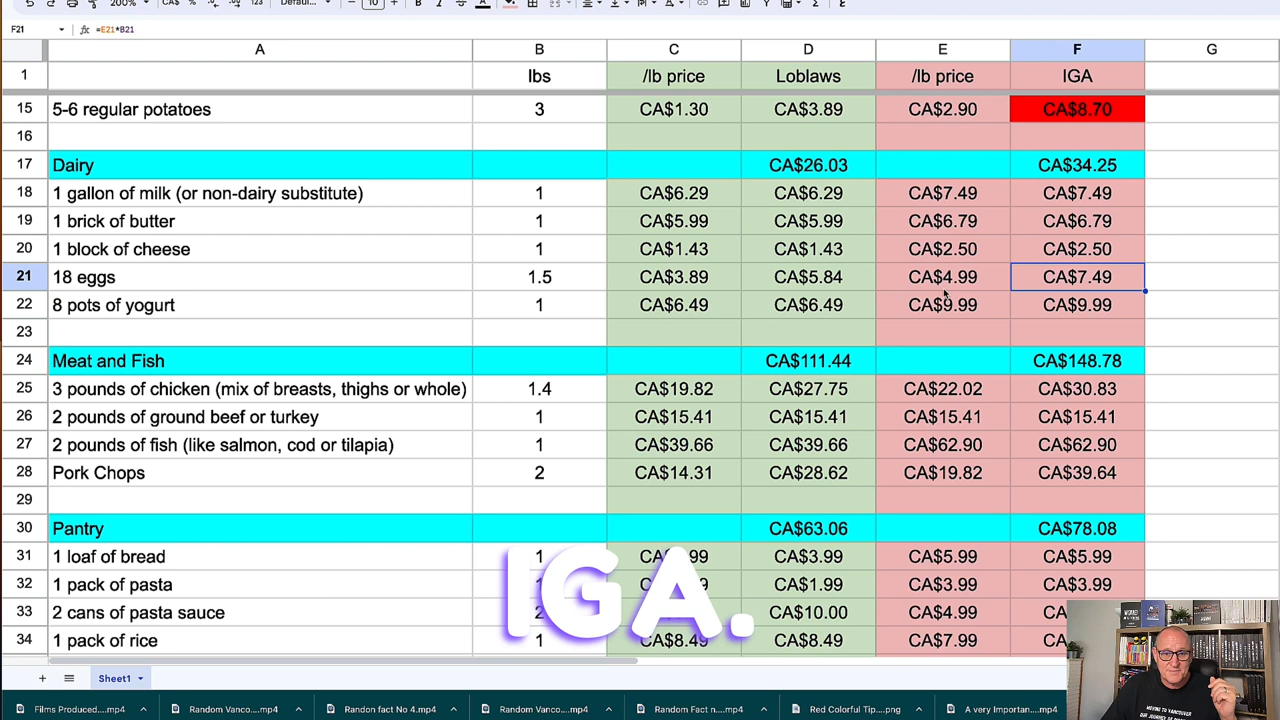 CA$ % 123 Defaul... 10 B I A Σ
F21 =E21*B21
A B C D E F G
1 lbs /lb price Loblaws /lb price IGA
15 5-6 regular potatoes 3 CA$1.30 CA$3.89 CA$2.90 CA$8.70
16
17 Dairy CA$26.03 CA$34.25
18 1 gallon of milk (or non-dairy substitute) 1 CA$6.29 CA$6.29 CA$7.49 CA$7.49
19 1 brick of butter 1 CA$5.99 CA$5.99 CA$6.79 CA$6.79
20 1 block of cheese 1 CA$1.43 CA$1.43 CA$2.50 CA$2.50
21 18 eggs 1.5 CA$3.89 CA$5.84 CA$4.99 CA$7.49
22 8 pots of yogurt 1 CA$6.49 CA$6.49 CA$9.99 CA$9.99
23
24 Meat and Fish CA$111.44 CA$148.78
25 3 pounds of chicken (mix of breasts, thighs or whole) 1.4 CA$19.82 CA$27.75 CA$22.02 CA$30.83
26 2 pounds of ground beef or turkey 1 CA$15.41 CA$15.41 CA$15.41 CA$15.41
27 2 pounds of fish (like salmon, cod or tilapia) 1 CA$39.66 CA$39.66 CA$62.90 CA$62.90
28 Pork Chops 2 CA$14.31 CA$28.62 CA$19.82 CA$39.64
29
30 Pantry CA$63.06 CA$78.08
31 1 loaf of bread 1 CA$3.99 CA$5.99 CA$5.99
32 1 pack of pasta CA$1.99 CA$3.99 CA$3.99
33 2 cans of pasta sauce CA$10.00 CA$4.99
34 1 pack of rice 1 CA$8.49 CA$8.49 CA$7.99
IGA.
Sheet1
Films Produced....mp4 Random Vanco....mp4 Randon fact No 4.mp4 Random Vanco....mp4 Random Fact n....mp4 Red Colorful Tip....png A very Importan....mp4